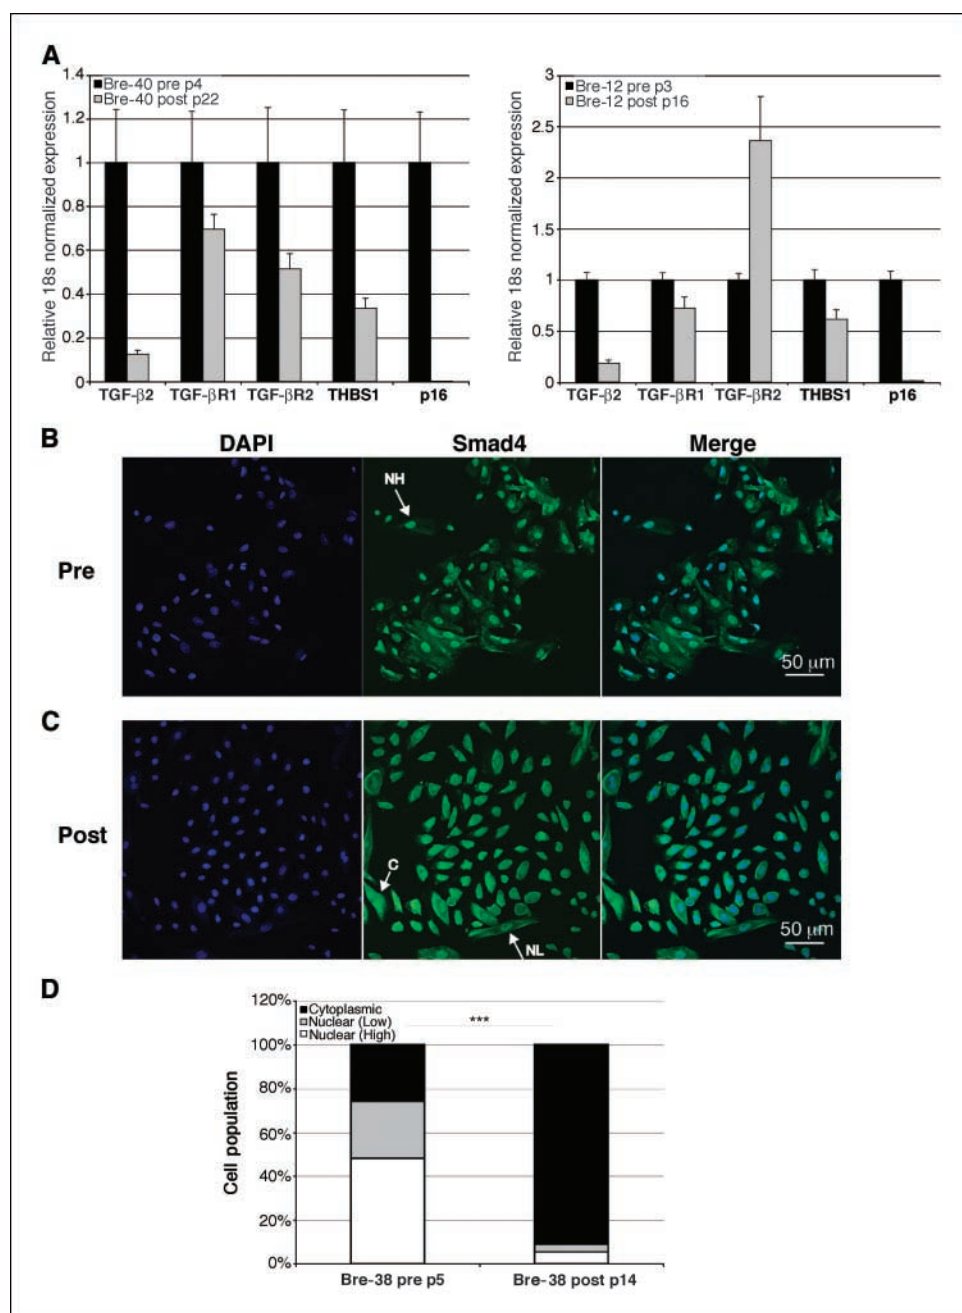 A
Bre-40 pre p4
Bre-40 post p22
Relative 18s normalized expression
1.4
1.2
1
0.8
0.6
0.4
0.2
0
TGF-β2 TGF-βR1 TGF-βR2 THBS1 p16
Bre-12 pre p3
Bre-12 post p16
Relative 18s normalized expression
3
2.5
2
1.5
1
0.5
0
TGF-β2 TGF-βR1 TGF-βR2 THBS1 p16
B
DAPI Smad4 Merge
Pre
NH
50 μm
C
Post
C
NL
50 μm
D
Cytoplasmic
Nuclear (Low)
Nuclear (High)
***
Cell population
120%
100%
80%
60%
40%
20%
0%
Bre-38 pre p5 Bre-38 post p14